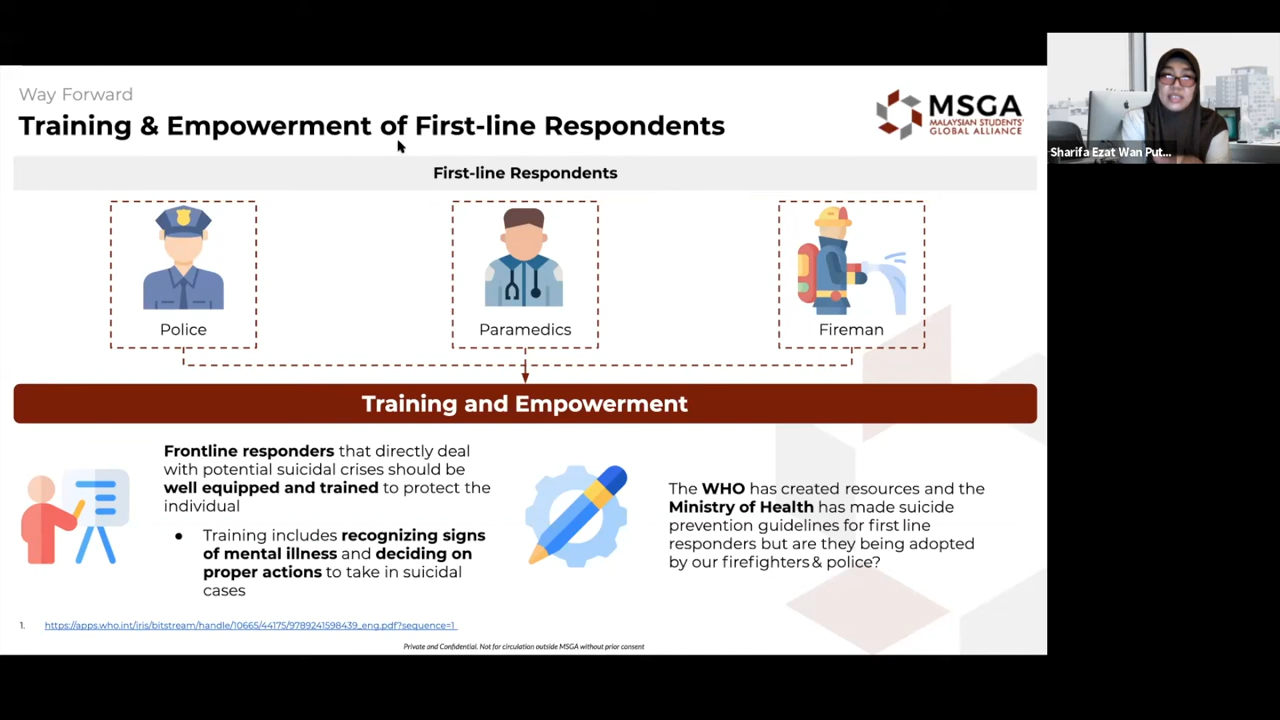 Way Forward
Training & Empowerment of First-line Respondents
MSGA
MALAYSIAN STUDENTS'
GLOBAL ALLIANCE
Sharifa Ezat Wan Put...
First-line Respondents
Police
Paramedics
Fireman
Training and Empowerment
Frontline responders that directly deal
with potential suicidal crises should be
well equipped and trained to protect the
individual
● Training includes recognizing signs
of mental illness and deciding on
proper actions to take in suicidal
cases
The WHO has created resources and the
Ministry of Health has made suicide
prevention guidelines for first line
responders but are they being adopted
by our firefighters & police?
1. https://apps.who.int/iris/bitstream/handle/10665/44175/9789241598439_eng.pdf?sequence=1
Private and Confidential. Not for circulation outside MSGA without prior consent